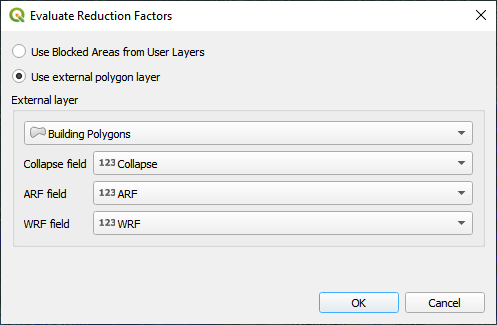 Evaluate Reduction Factors
Use Blocked Areas from User Layers
Use external polygon layer
External layer
Building Polygons
Collapse field 123 Collapse
ARF field 123 ARF
WRF field 123 WRF
OK Cancel